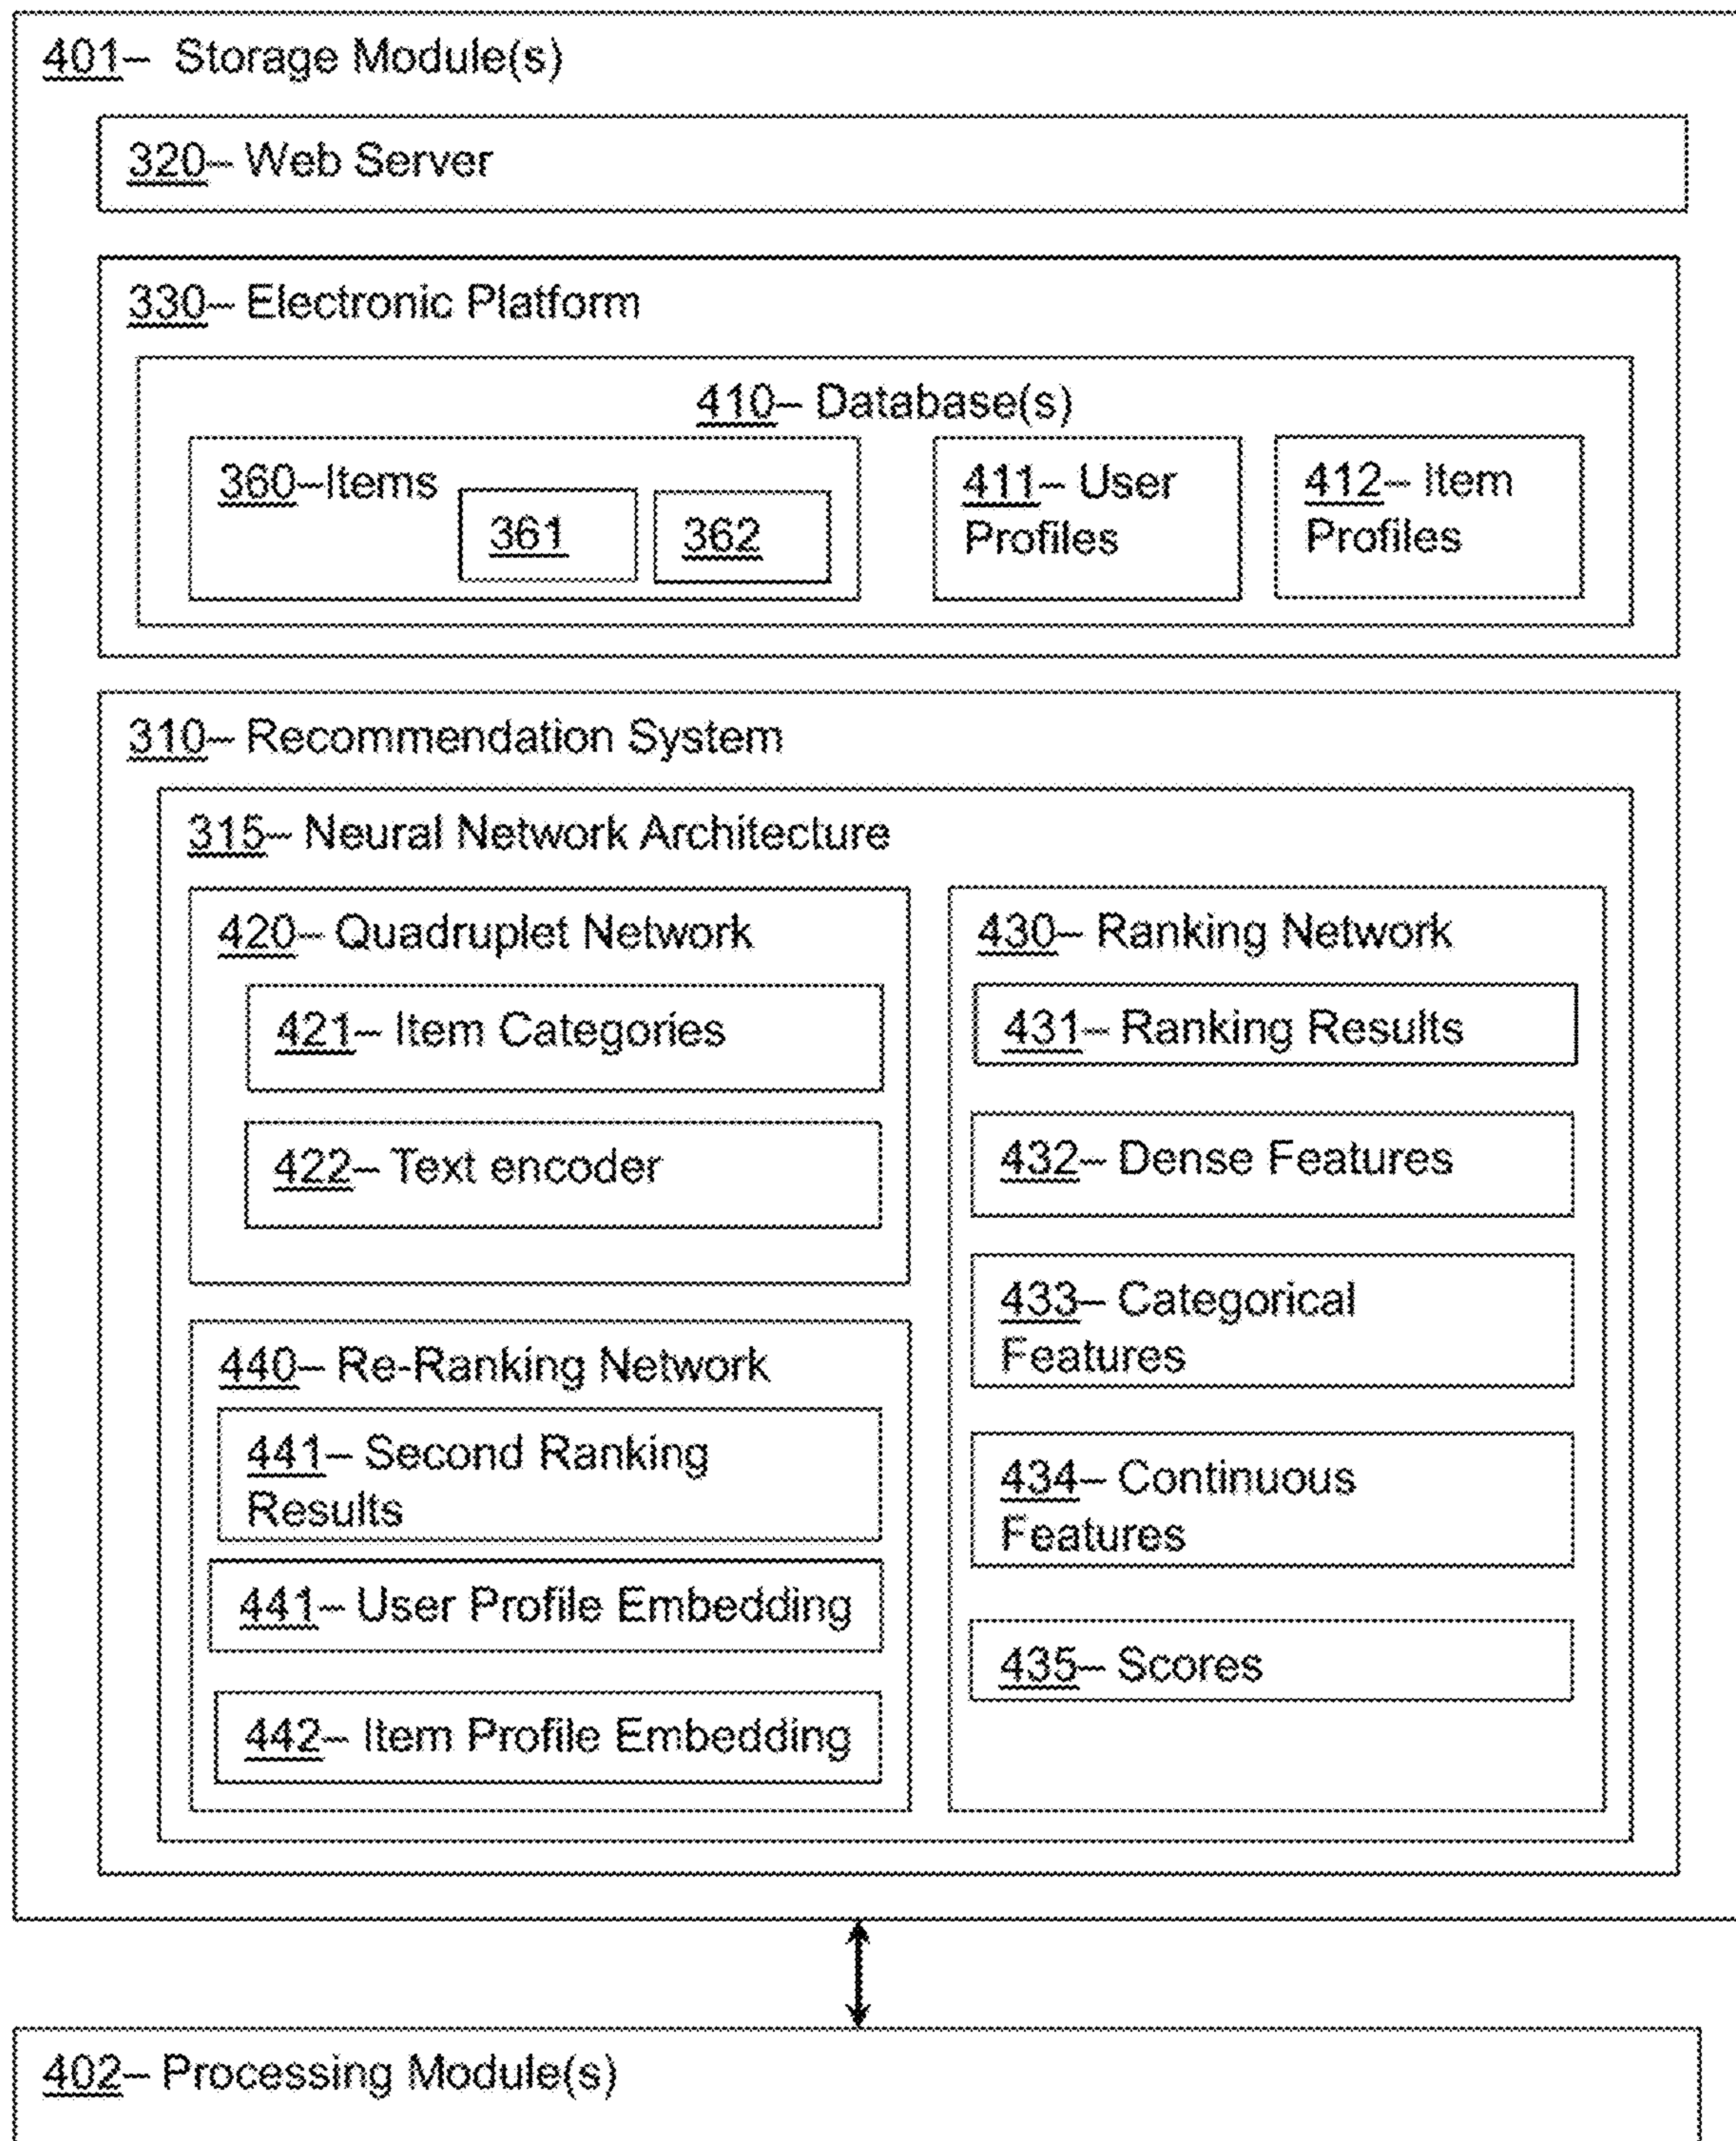 401– Storage Module(s)
320– Web Server
330– Electronic Platform
410– Database(s)
360–Items
361
362
411– User
Profiles
412– Item
Profiles
310– Recommendation System
315– Neural Network Architecture
420– Quadruplet Network
421– Item Categories
422– Text encoder
440– Re-Ranking Network
441– Second Ranking
Results
441– User Profile Embedding
442– Item Profile Embedding
430– Ranking Network
431– Ranking Results
432– Dense Features
433– Categorical
Features
434– Continuous
Features
435– Scores
402– Processing Module(s)